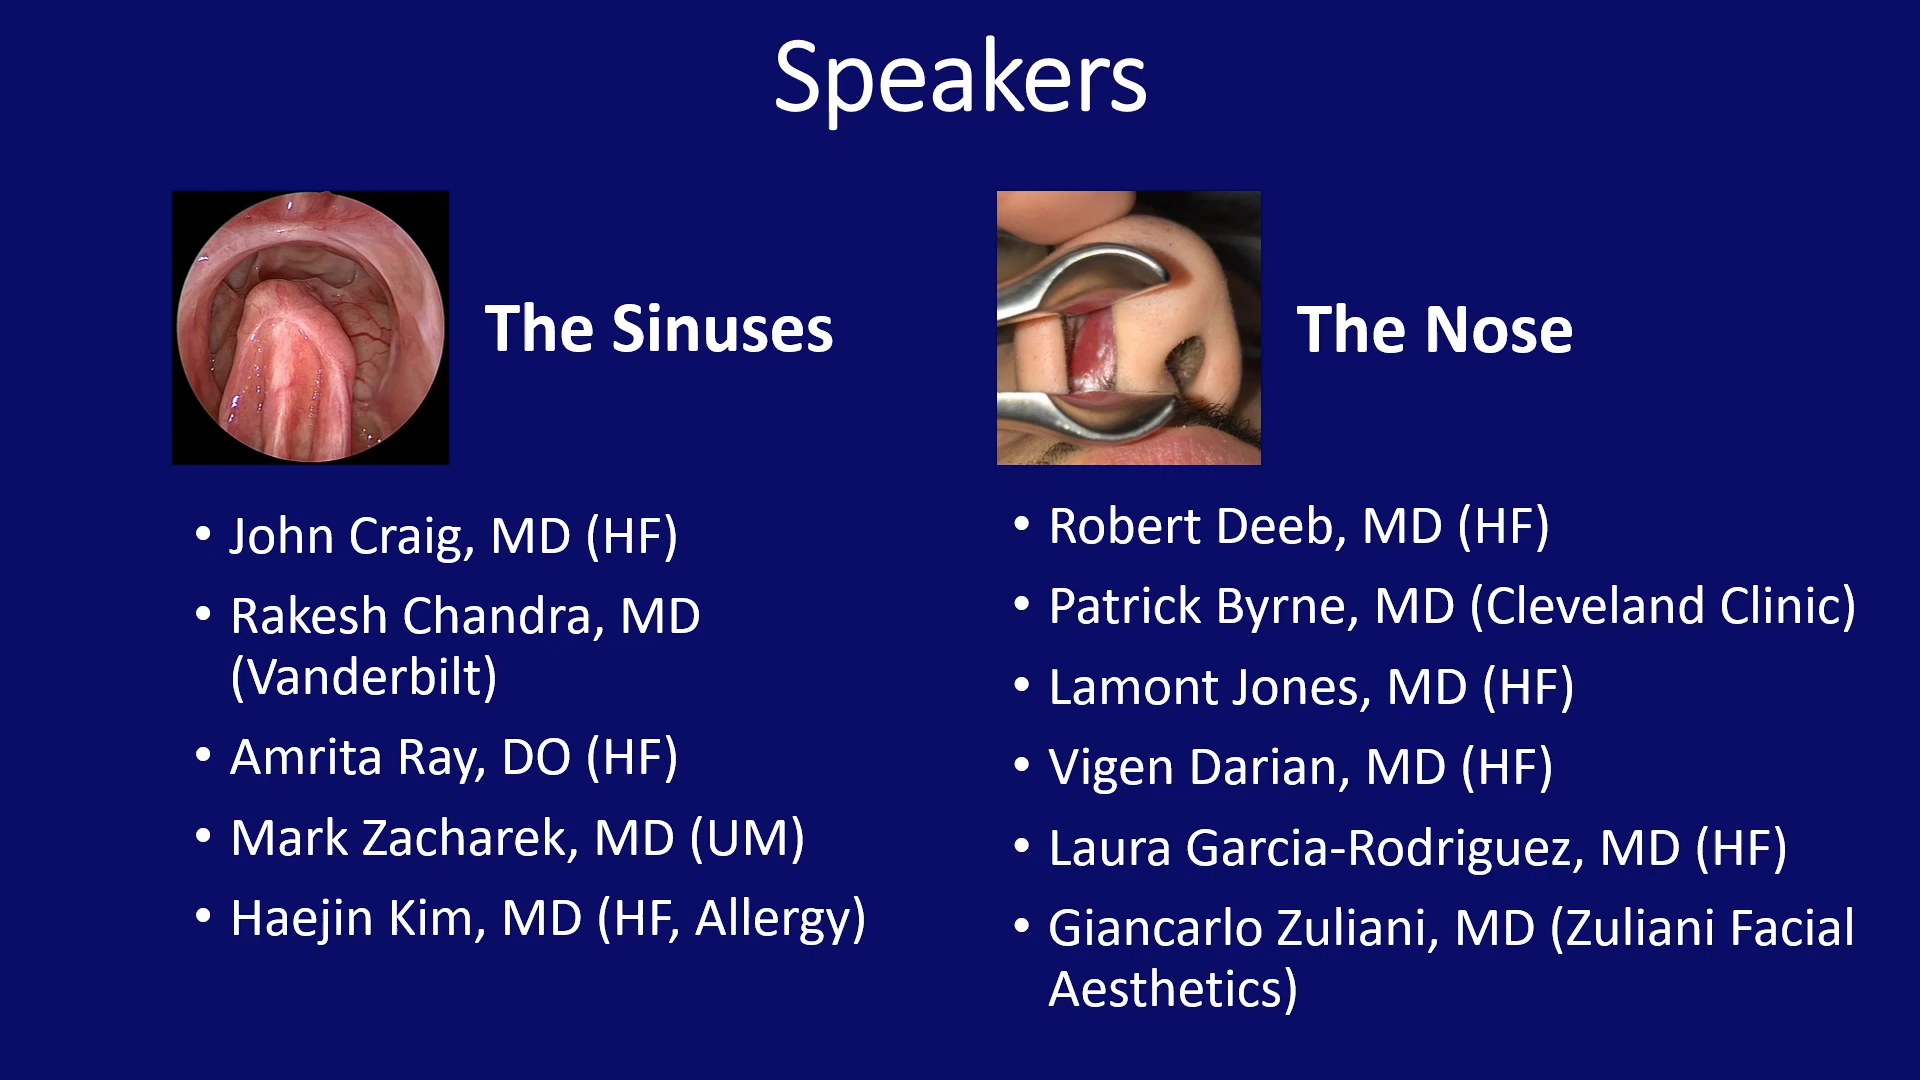 Speakers
The Sinuses
• John Craig, MD (HF)
• Rakesh Chandra, MD
(Vanderbilt)
• Amrita Ray, DO (HF)
• Mark Zacharek, MD (UM)
• Haejin Kim, MD (HF, Allergy)
The Nose
• Robert Deeb, MD (HF)
• Patrick Byrne, MD (Cleveland Clinic)
• Lamont Jones, MD (HF)
• Vigen Darian, MD (HF)
• Laura Garcia-Rodriguez, MD (HF)
• Giancarlo Zuliani, MD (Zuliani Facial
Aesthetics)